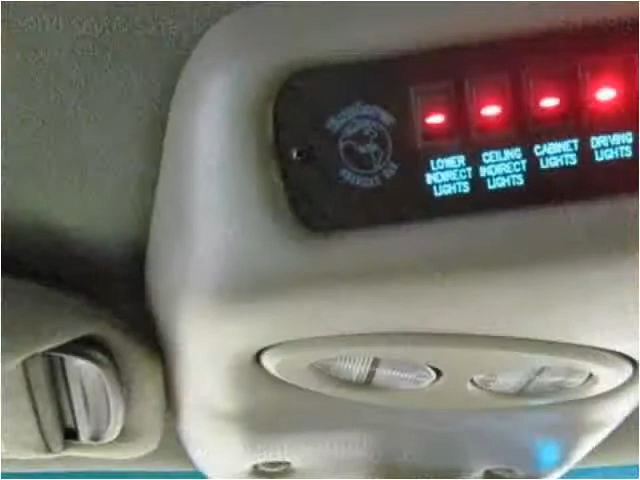 LOWER
INDIRECT
LIGHTS
CEILING
INDIRECT
LIGHTS
CABINET
LIGHTS
DRIVING
LIGHTS